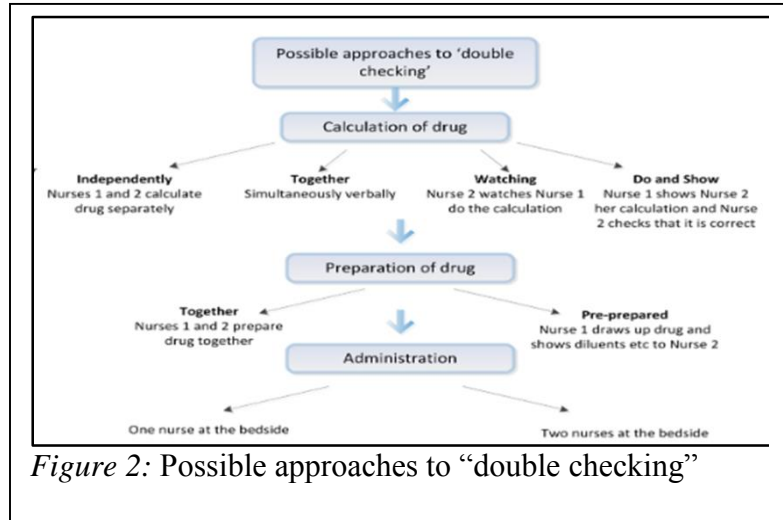 Possible approaches to ‘double
checking’
Calculation of drug
Independently
Nurses 1 and 2 calculate
drug separately
Together
Simultaneously verbally
Watching
Nurse 2 watches Nurse 1
do the calculation
Do and Show
Nurse 1 shows Nurse 2
her calculation and Nurse
2 checks that it is correct
Preparation of drug
Together
Nurses 1 and 2 prepare
drug together
Pre-prepared
Nurse 1 draws up drug and
shows diluents etc to Nurse 2
Administration
One nurse at the bedside
Two nurses at the bedside
Figure 2: Possible approaches to “double checking”